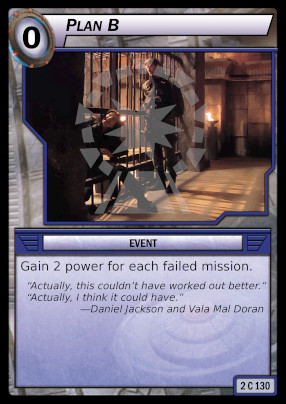 0
PLAN B
EVENT
Gain 2 power for each failed mission.
"Actually, this couldn't have worked out better."
"Actually, I think it could have."
—Daniel Jackson and Vala Mal Doran
2 C 130